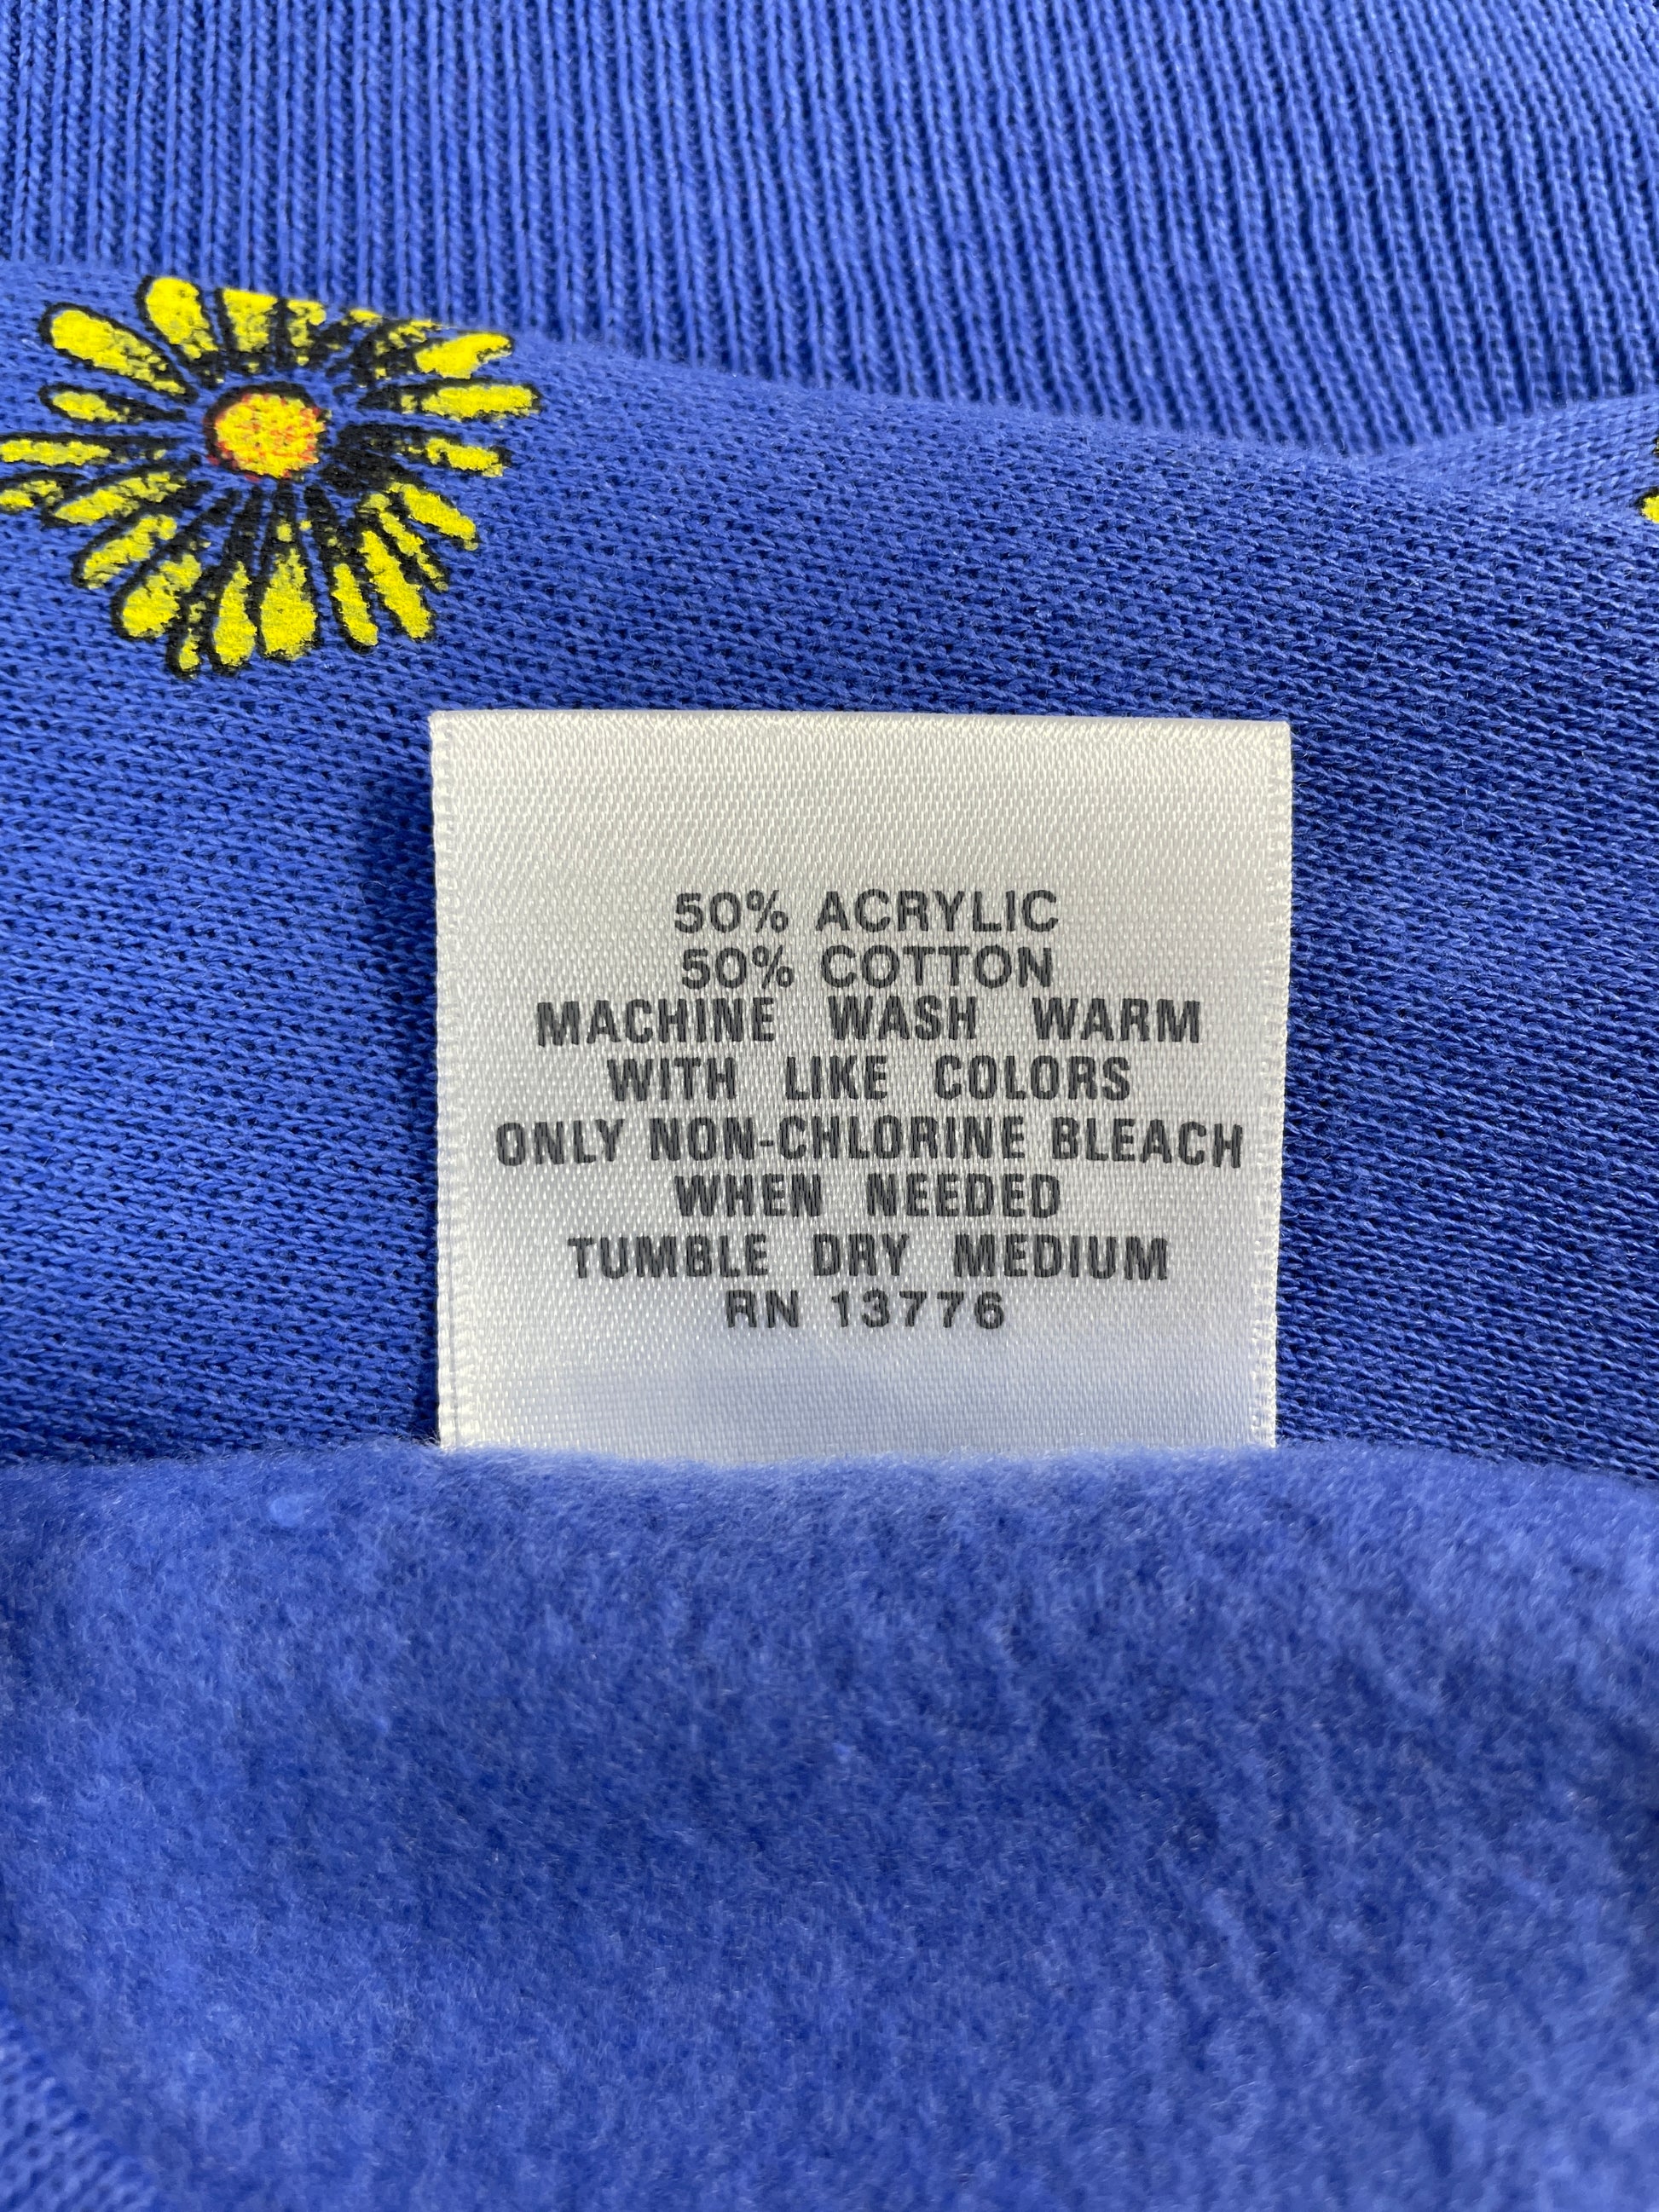 50% ACRYLIC
50% COTTON
MACHINE WASH WARM
WITH LIKE COLORS
ONLY NON-CHLORINE BLEACH
WHEN NEEDED
TUMBLE DRY MEDIUM
RN 13776